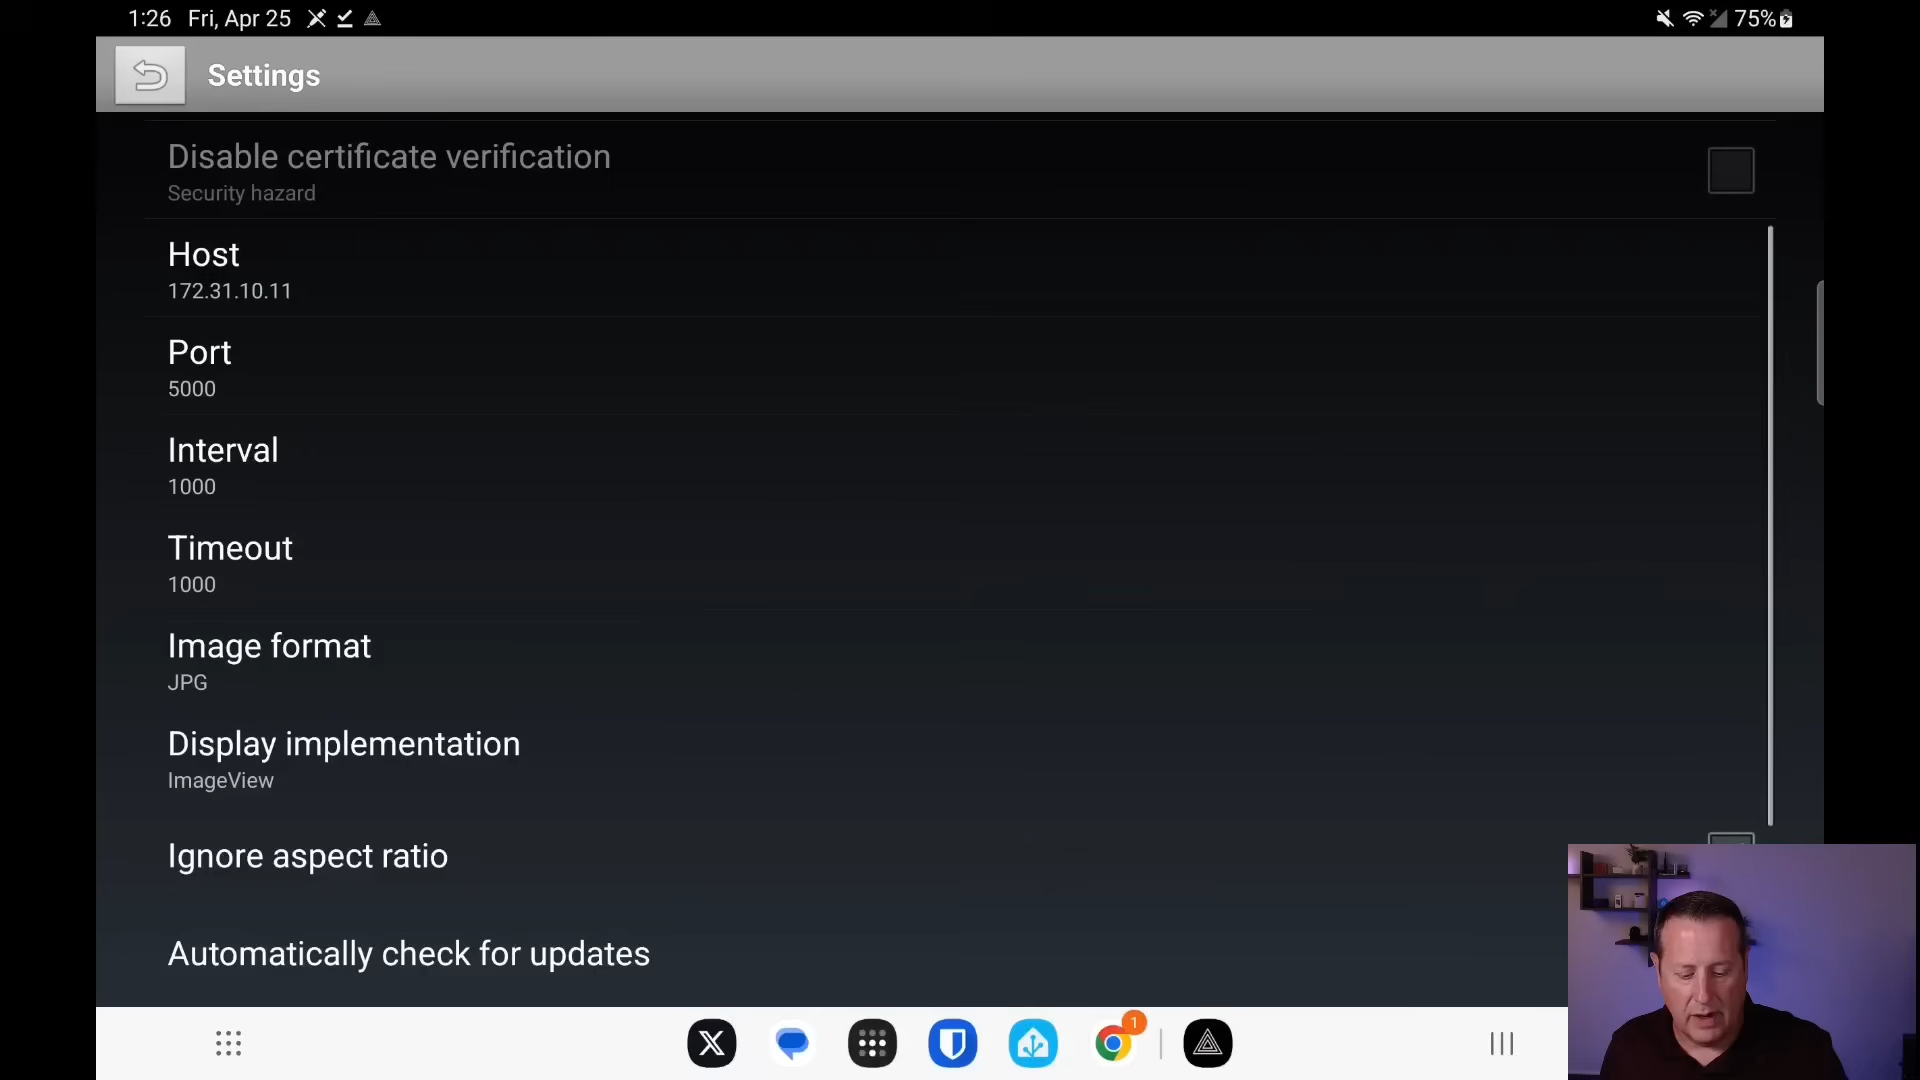 1:26 Fri, Apr 25
75%
Settings
Disable certificate verification
Security hazard
Host
172.31.10.11
Port
5000
Interval
1000
Timeout
1000
Image format
JPG
Display implementation
ImageView
Ignore aspect ratio
Automatically check for updates
1